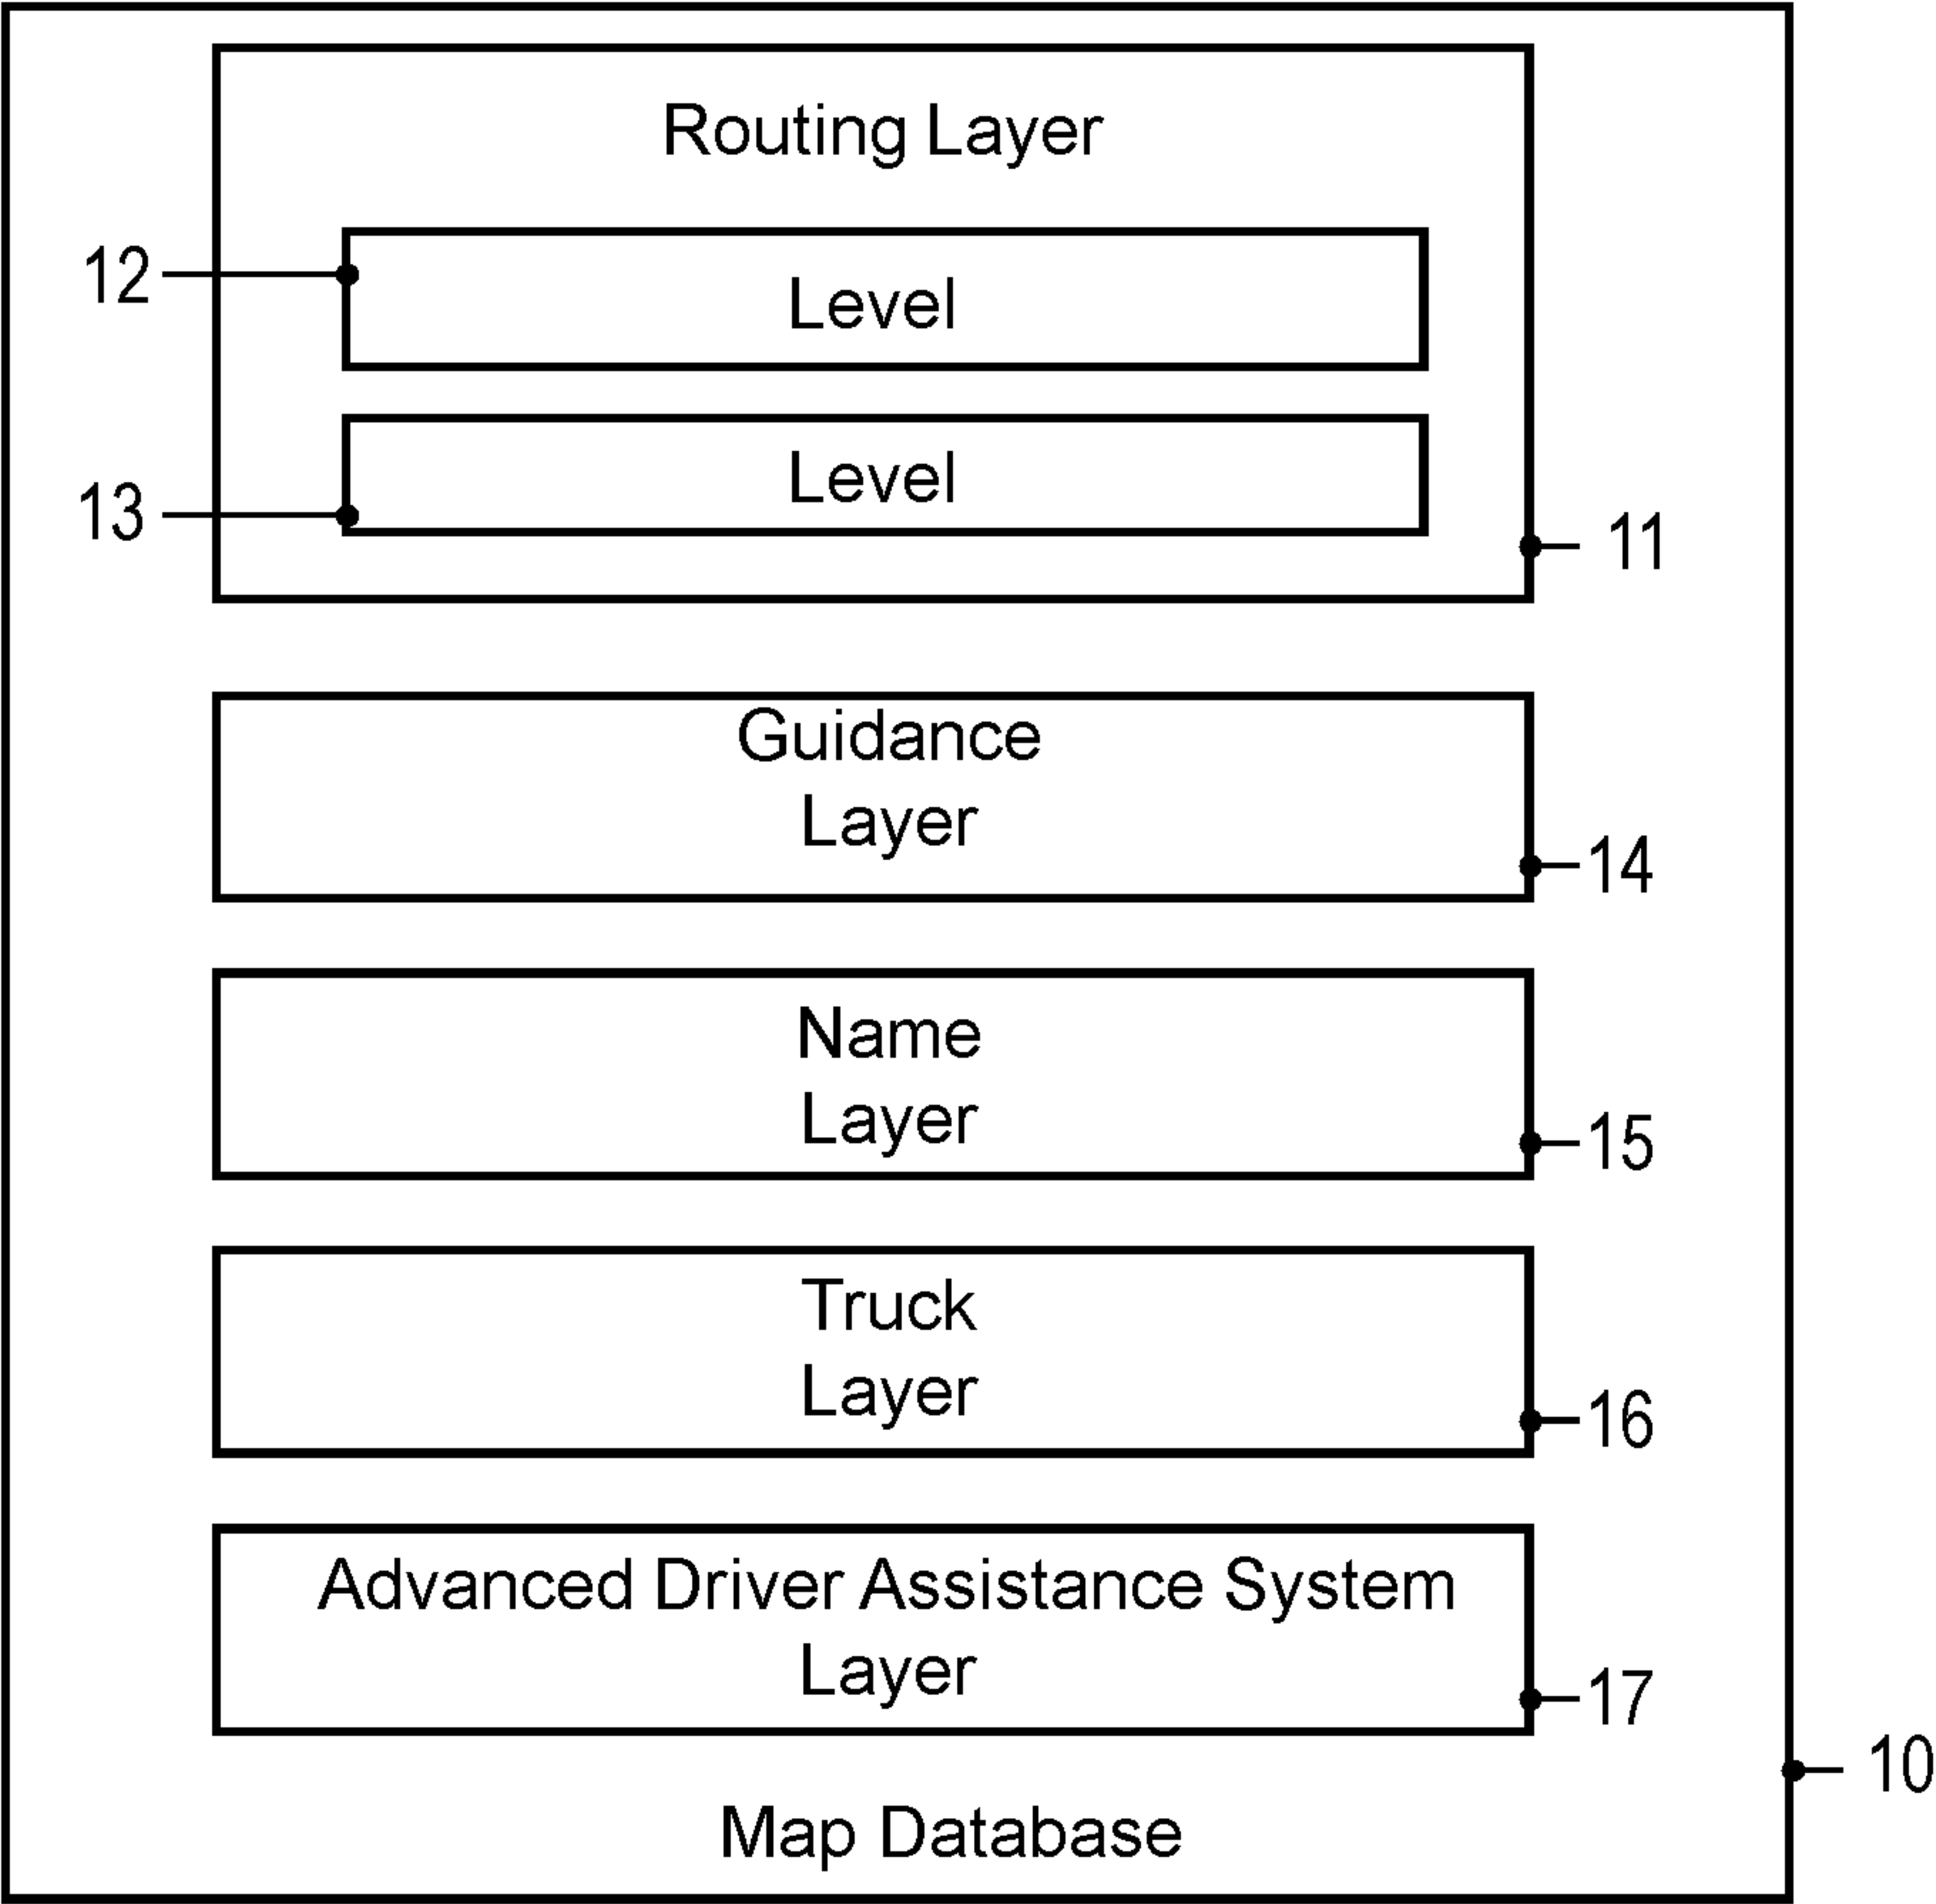 Routing Layer
12
Level
Level
13
11
Guidance
Layer
14
Name
Layer
15
Truck
Layer
16
Advanced Driver Assistance System
Layer
17
10
Map Database